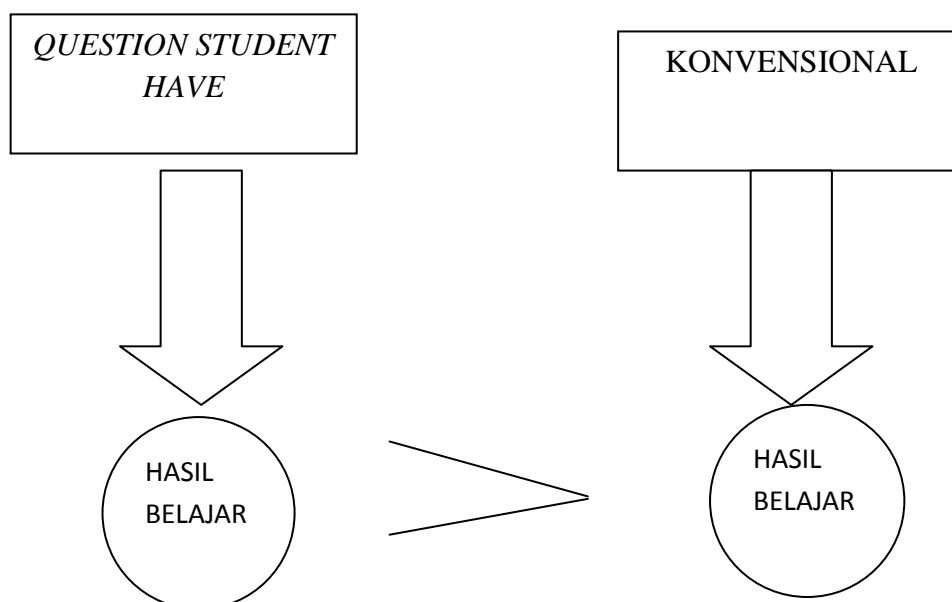 QUESTION STUDENT
HAVE
KONVENSIONAL
HASIL
BELAJAR
HASIL
BELAJAR